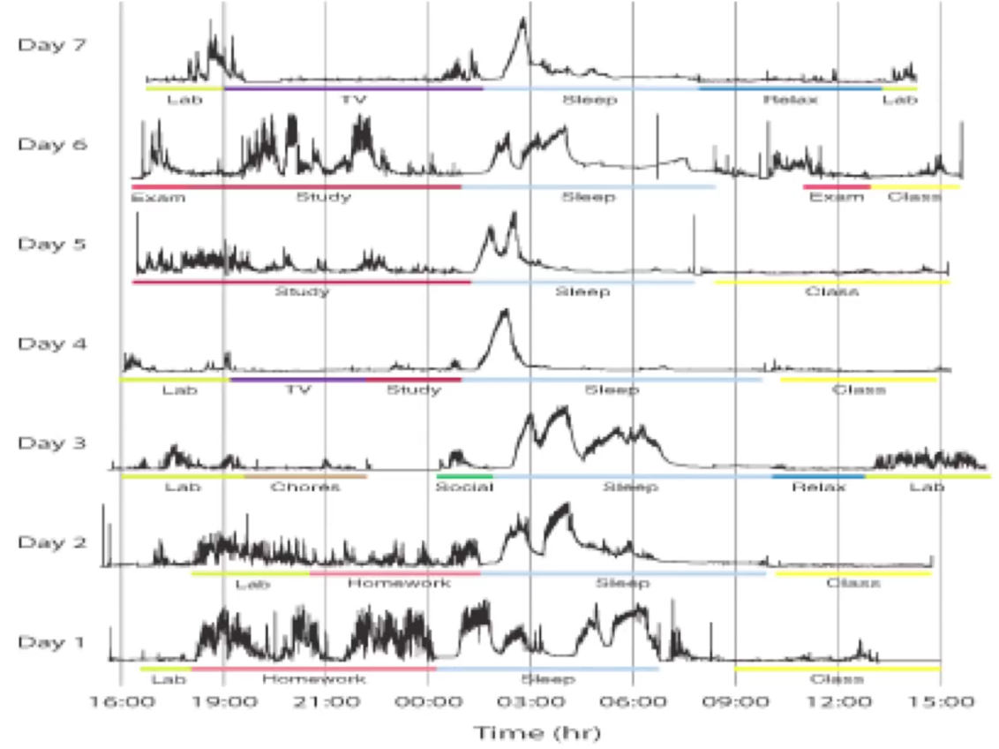 Day 7
Lab TV Sleep Relax Lab
Day 6
Exam Study Sleep Exam Class
Day 5
Study Sleep Class
Day 4
Lab TV Study Sleep Class
Day 3
Lab Chores Social Sleep Relax Lab
Day 2
Lab Homework Sleep Class
Day 1
Lab Homework Sleep Class
16:00 19:00 21:00 00:00 03:00 06:00 09:00 12:00 15:00
Time (hr)